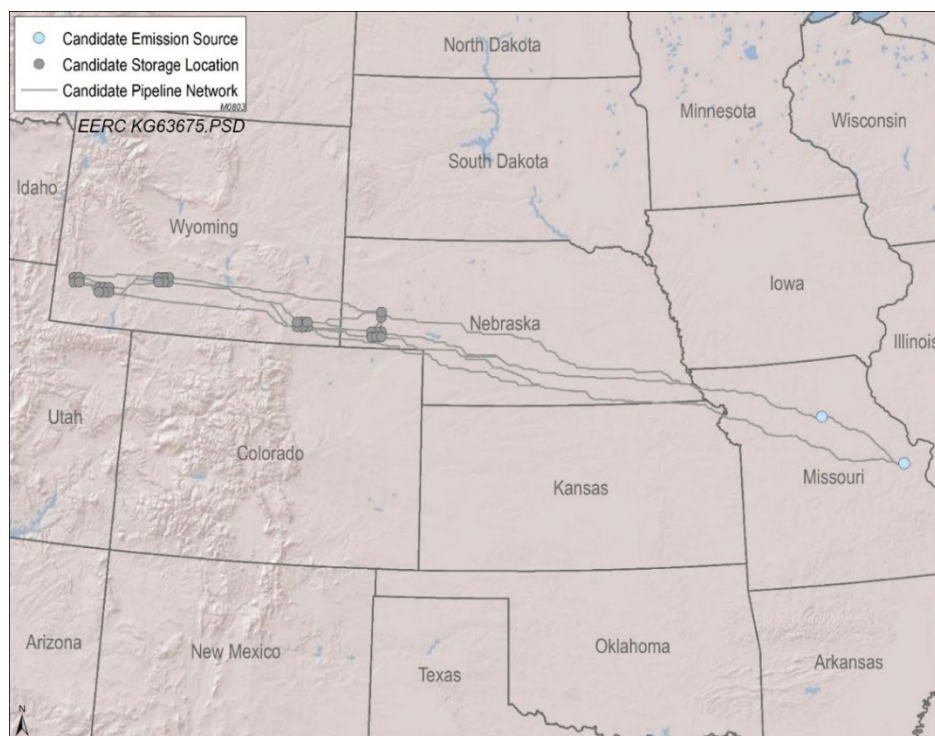 Candidate Emission Source
Candidate Storage Location
Candidate Pipeline Network
M0803
EERC KG63675.PSD
North Dakota
Minnesota
Wisconsin
South Dakota
Idaho
Wyoming
Iowa
Nebraska
Illinois
Utah
Colorado
Missouri
Kansas
Arizona
New Mexico
Texas
Oklahoma
Arkansas
N